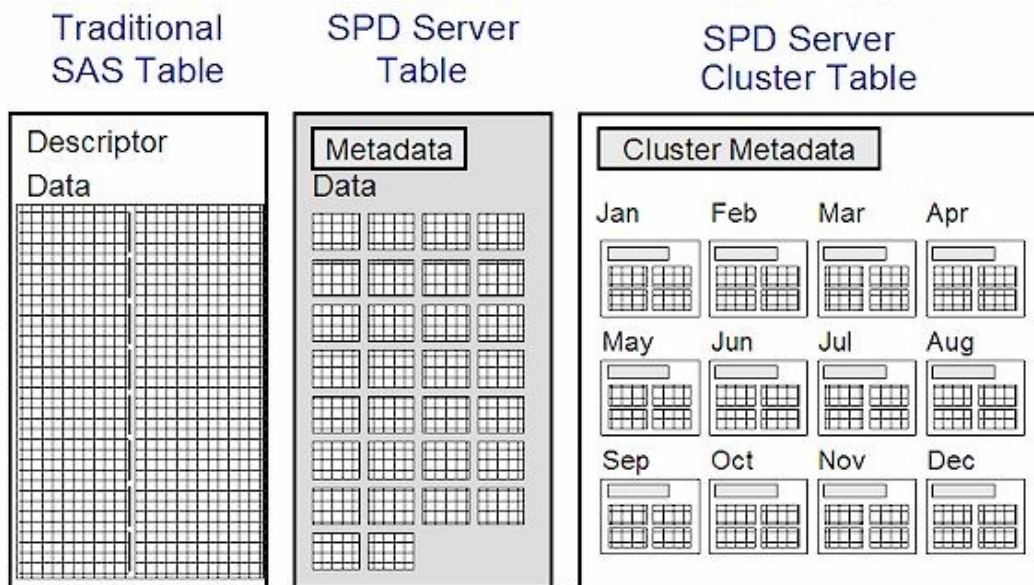 Traditional
SAS Table
SPD Server
Table
SPD Server
Cluster Table
Descriptor
Data
Metadata
Data
Cluster Metadata
Jan Feb Mar Apr
May Jun Jul Aug
Sep Oct Nov Dec